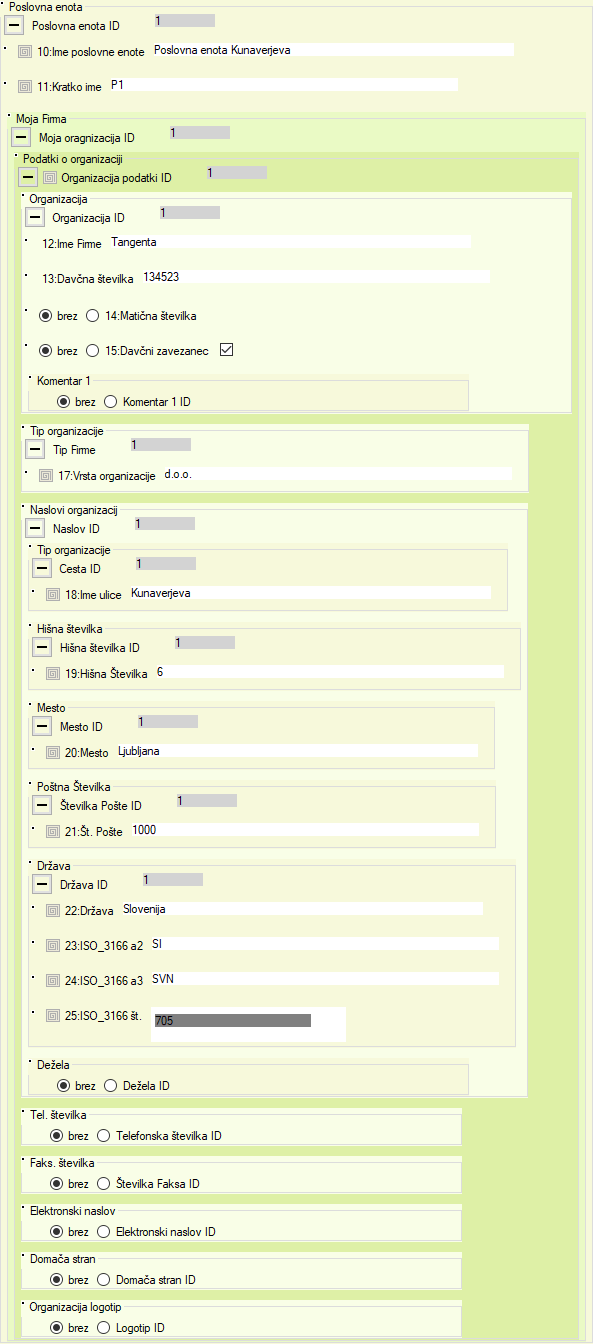 Poslovna enota
Poslovna enota ID 1
10:Ime poslovne enote Poslovna enota Kunaverjeva
11:Kratko ime P1
Moja Firma
Moja oragnizacija ID 1
Podatki o organizaciji
Organizacija podatki ID 1
Organizacija
Organizacija ID 1
12:Ime Firme Tangenta
13:Davčna številka 134523
brez 14:Matična številka
brez 15:Davčni zavezanec
Komentar 1
brez Komentar 1 ID
Tip organizacije
Tip Firme 1
17:Vrsta organizacije d.o.o.
Naslovi organizacij
Naslov ID 1
Tip organizacije
Cesta ID 1
18:Ime ulice Kunaverjeva
Hišna številka
Hišna številka ID 1
19:Hišna Številka 6
Mesto
Mesto ID 1
20:Mesto Ljubljana
Poštna Številka
Številka Pošte ID 1
21:Št. Pošte 1000
Država
Država ID 1
22:Država Slovenija
23:ISO_3166 a2 SI
24:ISO_3166 a3 SVN
25:ISO_3166 št. 705
Dežela
brez Dežela ID
Tel. številka
brez Telefonska številka ID
Faks. številka
brez Številka Faksa ID
Elektronski naslov
brez Elektronski naslov ID
Domača stran
brez Domača stran ID
Organizacija logotip
brez Logotip ID